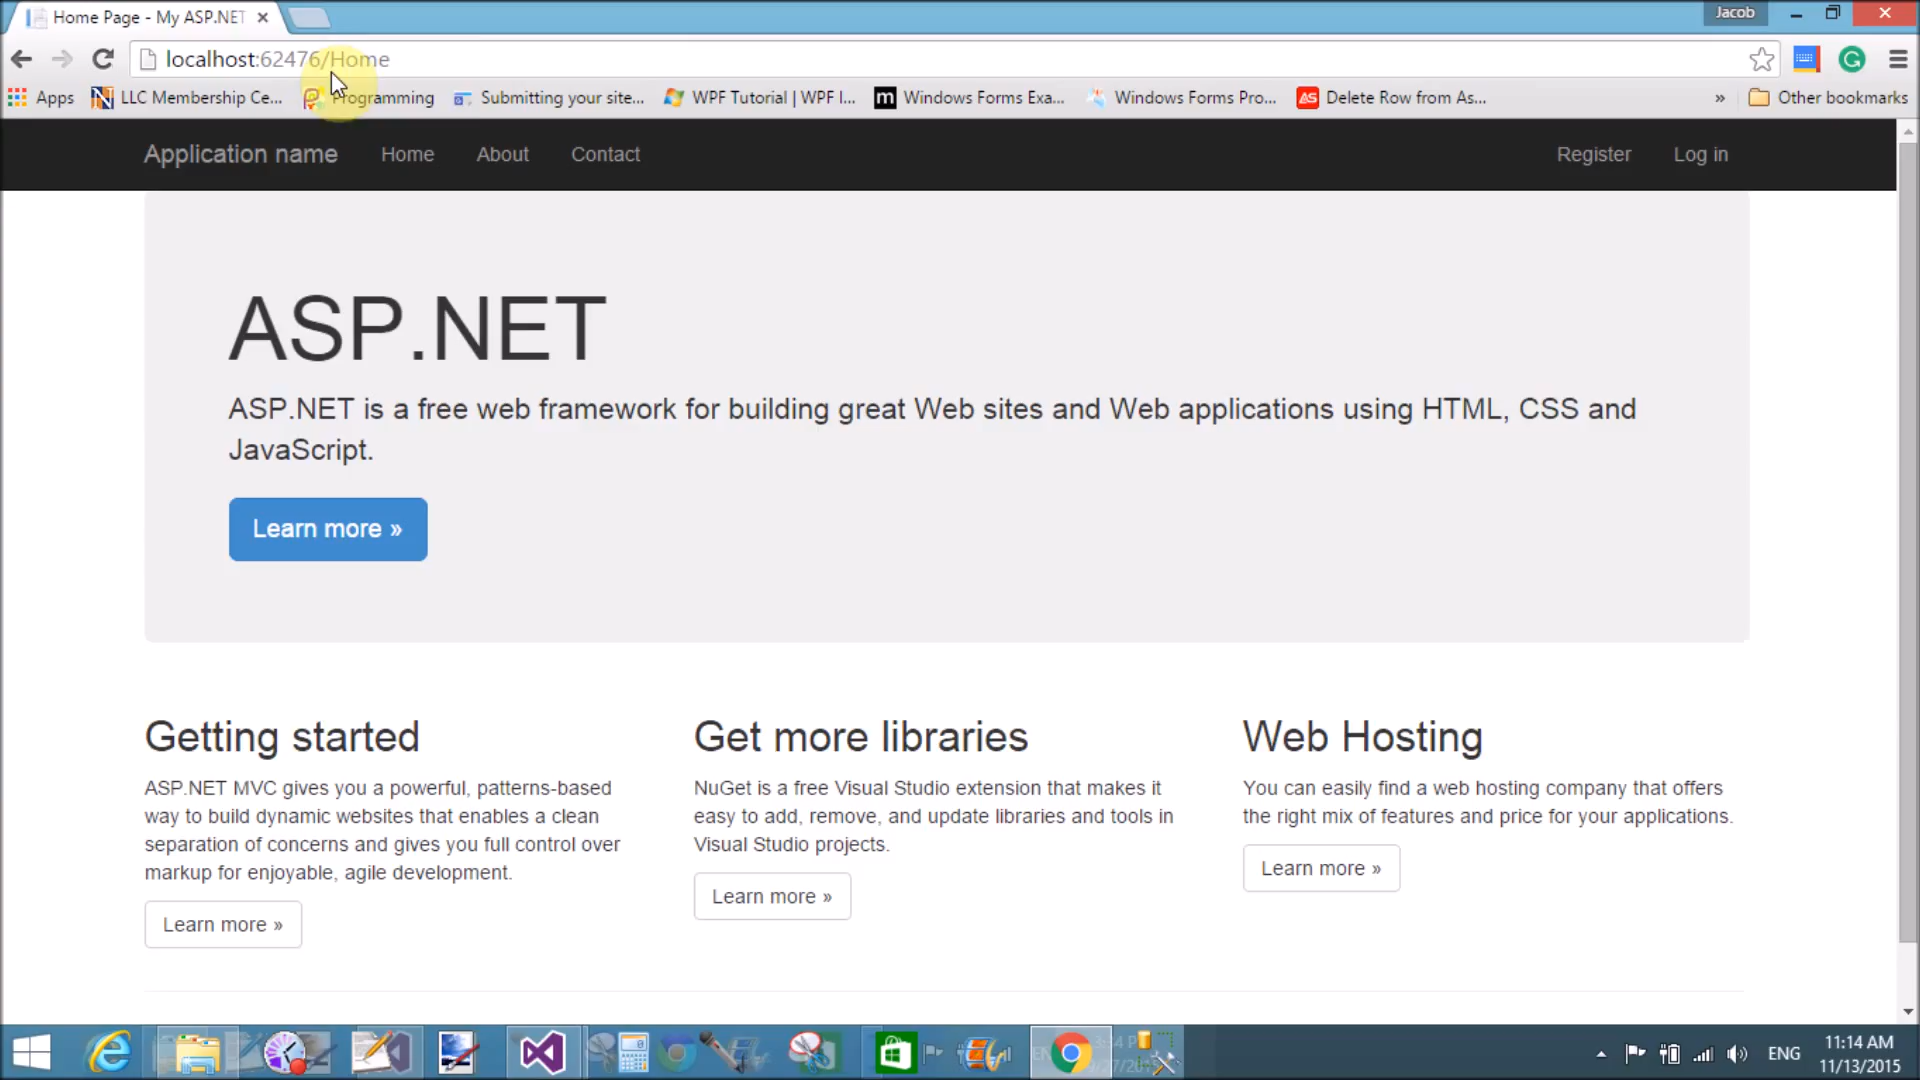 Home Page - My ASP.NET
Jacob
localhost:62476/Home
Apps LLC Membership Ce... Programming Submitting your site... WPF Tutorial | WPF I... Windows Forms Exa... Windows Forms Pro... Delete Row from As... » Other bookmarks
Application name Home About Contact Register Log in
ASP.NET
ASP.NET is a free web framework for building great Web sites and Web applications using HTML, CSS and
JavaScript.
Learn more »
Getting started
ASP.NET MVC gives you a powerful, patterns-based
way to build dynamic websites that enables a clean
separation of concerns and gives you full control over
markup for enjoyable, agile development.
Learn more »
Get more libraries
NuGet is a free Visual Studio extension that makes it
easy to add, remove, and update libraries and tools in
Visual Studio projects.
Learn more »
Web Hosting
You can easily find a web hosting company that offers
the right mix of features and price for your applications.
Learn more »
ENG
11:14 AM
11/13/2015